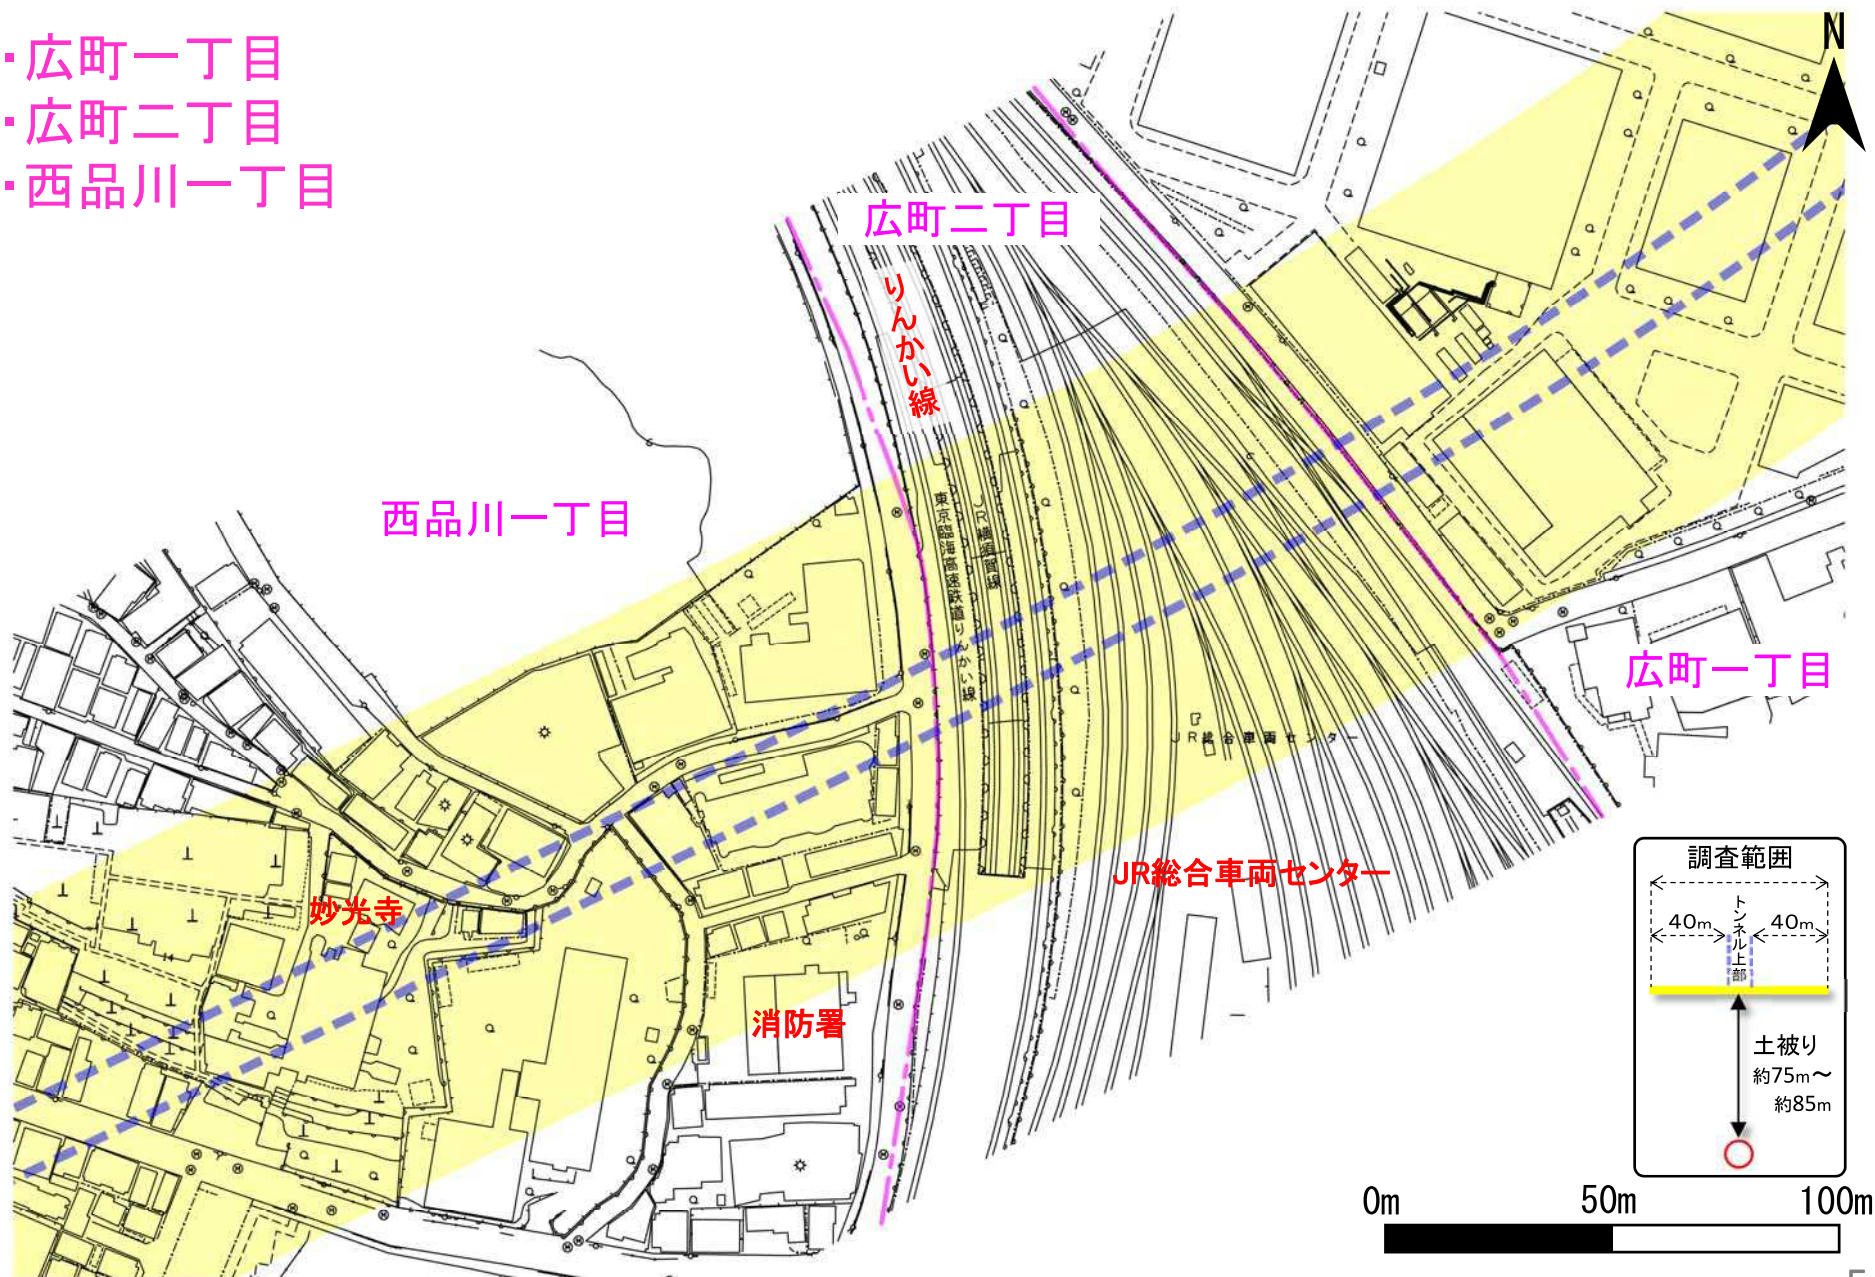 ・広町一丁目
・広町二丁目
・西品川一丁目
N
広町二丁目
りんかい線
西品川一丁目
東京臨海高速鉄道りんかい線
JR横須賀線
広町一丁目
JR総合車両センター
JR総合車両センター
妙光寺
消防署
調査範囲
40m
トンネル上部
40m
土被り
約75m～
約85m
0m
50m
100m